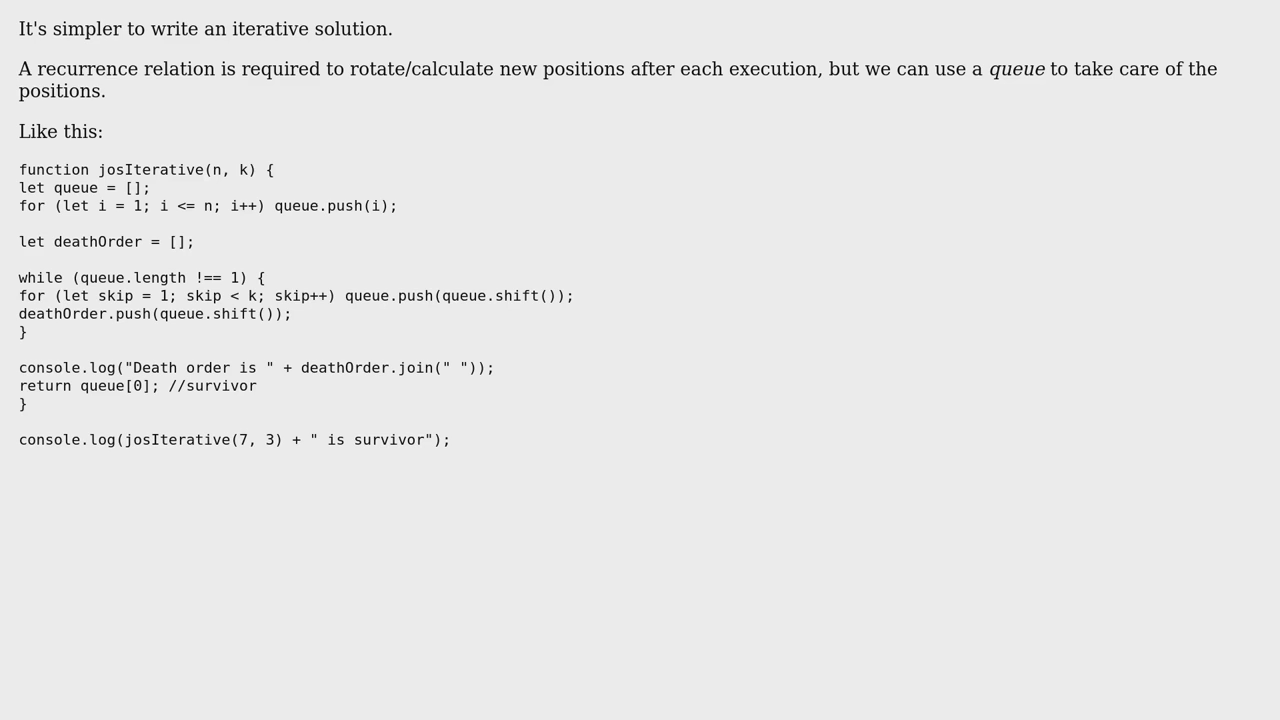 It's simpler to write an iterative solution.
A recurrence relation is required to rotate/calculate new positions after each execution, but we can use a queue to take care of the
positions.
Like this:
function josIterative(n, k) {
let queue = [];
for (let i = 1; i <= n; i++) queue.push(i);
let deathOrder = [];
while (queue.length !== 1) {
for (let skip = 1; skip < k; skip++) queue.push(queue.shift());
deathOrder.push(queue.shift());
}
console.log("Death order is " + deathOrder.join(" "));
return queue[0]; //survivor
}
console.log(josIterative(7, 3) + " is survivor");